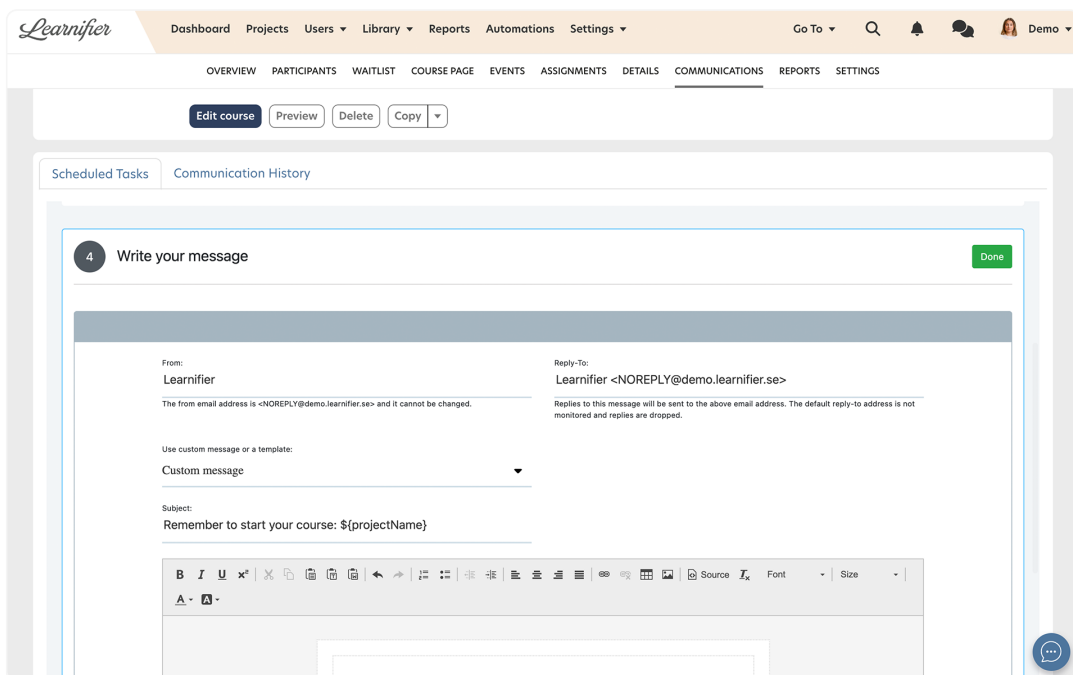 Learnifier
Dashboard Projects Users Library Reports Automations Settings Go To Demo
OVERVIEW PARTICIPANTS WAITLIST COURSE PAGE EVENTS ASSIGNMENTS DETAILS COMMUNICATIONS REPORTS SETTINGS
Edit course Preview Delete Copy
Scheduled Tasks Communication History
4 Write your message Done
From: Reply-To:
Learnifier Learnifier <NOREPLY@demo.learnifier.se>
The from email address is <NOREPLY@demo.learnifier.se> and it cannot be changed. Replies to this message will be sent to the above email address. The default reply-to address is not
monitored and replies are dropped.
Use custom message or a template:
Custom message
Subject:
Remember to start your course: ${projectName}
B I U x² Source Tx Font Size
A A